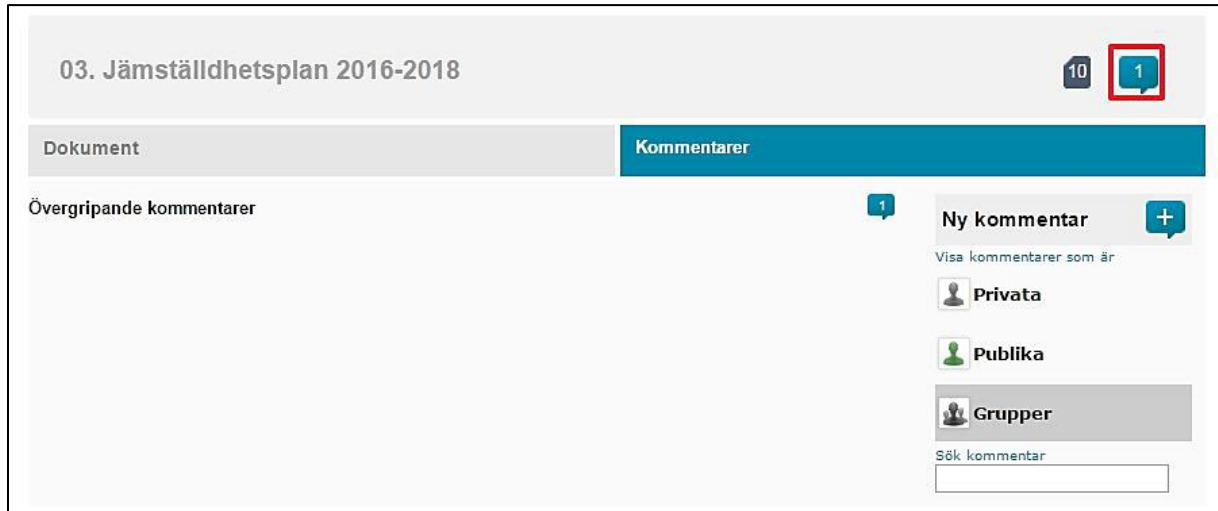 03. Jämställdhetsplan 2016-2018
10
1
Dokument
Kommentarer
Övergripande kommentarer
1
Ny kommentar
+
Visa kommentarer som är
Privata
Publika
Grupper
Sök kommentar